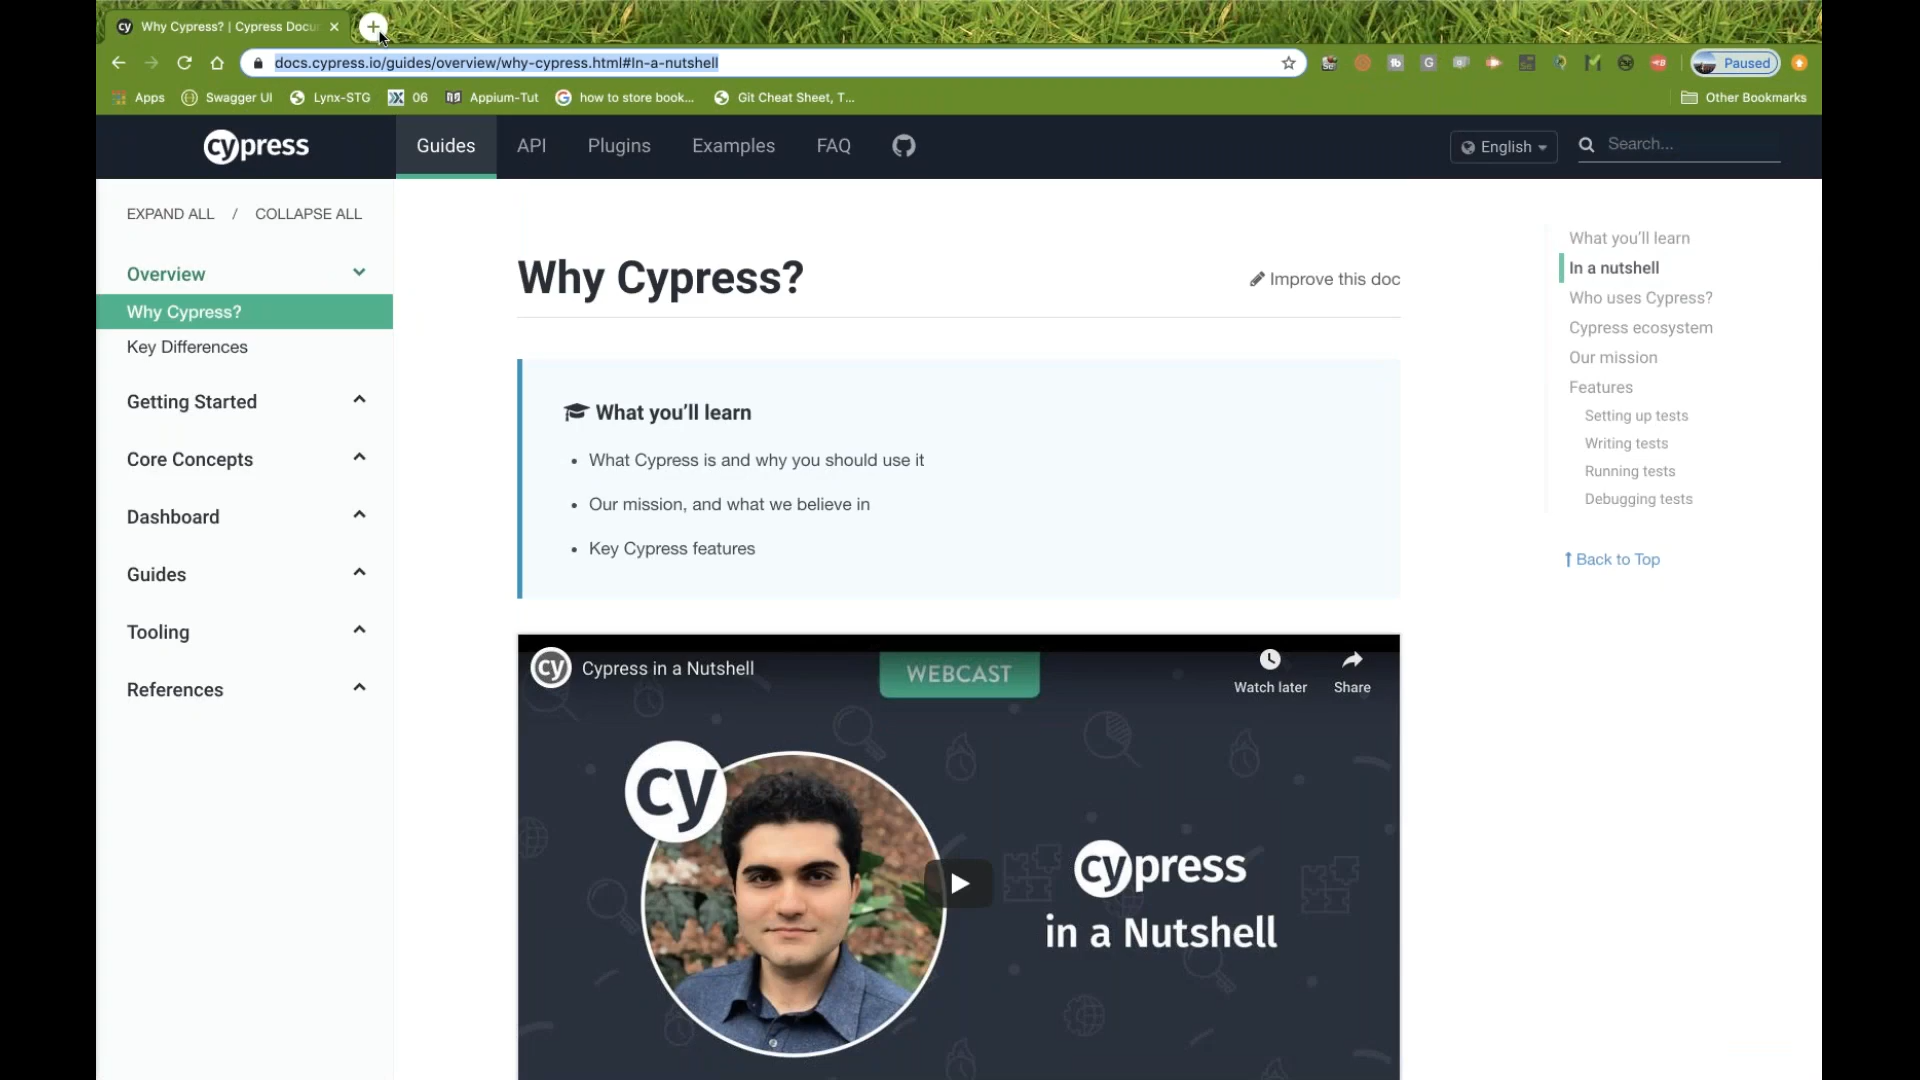 cy Why Cypress? | Cypress Docu
docs.cypress.io/guides/overview/why-cypress.html#In-a-nutshell
Paused
Apps
Swagger UI
Lynx-STG
06
Appium-Tut
how to store book...
Git Cheat Sheet, T...
Other Bookmarks
cypress
Guides
API
Plugins
Examples
FAQ
English
Search...
EXPAND ALL / COLLAPSE ALL
Overview
Why Cypress?
Key Differences
Getting Started
Core Concepts
Dashboard
Guides
Tooling
References
Why Cypress?
Improve this doc
What you'll learn
• What Cypress is and why you should use it
• Our mission, and what we believe in
• Key Cypress features
cy Cypress in a Nutshell
WEBCAST
Watch later
Share
cy
cypress
in a Nutshell
What you'll learn
In a nutshell
Who uses Cypress?
Cypress ecosystem
Our mission
Features
Setting up tests
Writing tests
Running tests
Debugging tests
Back to Top